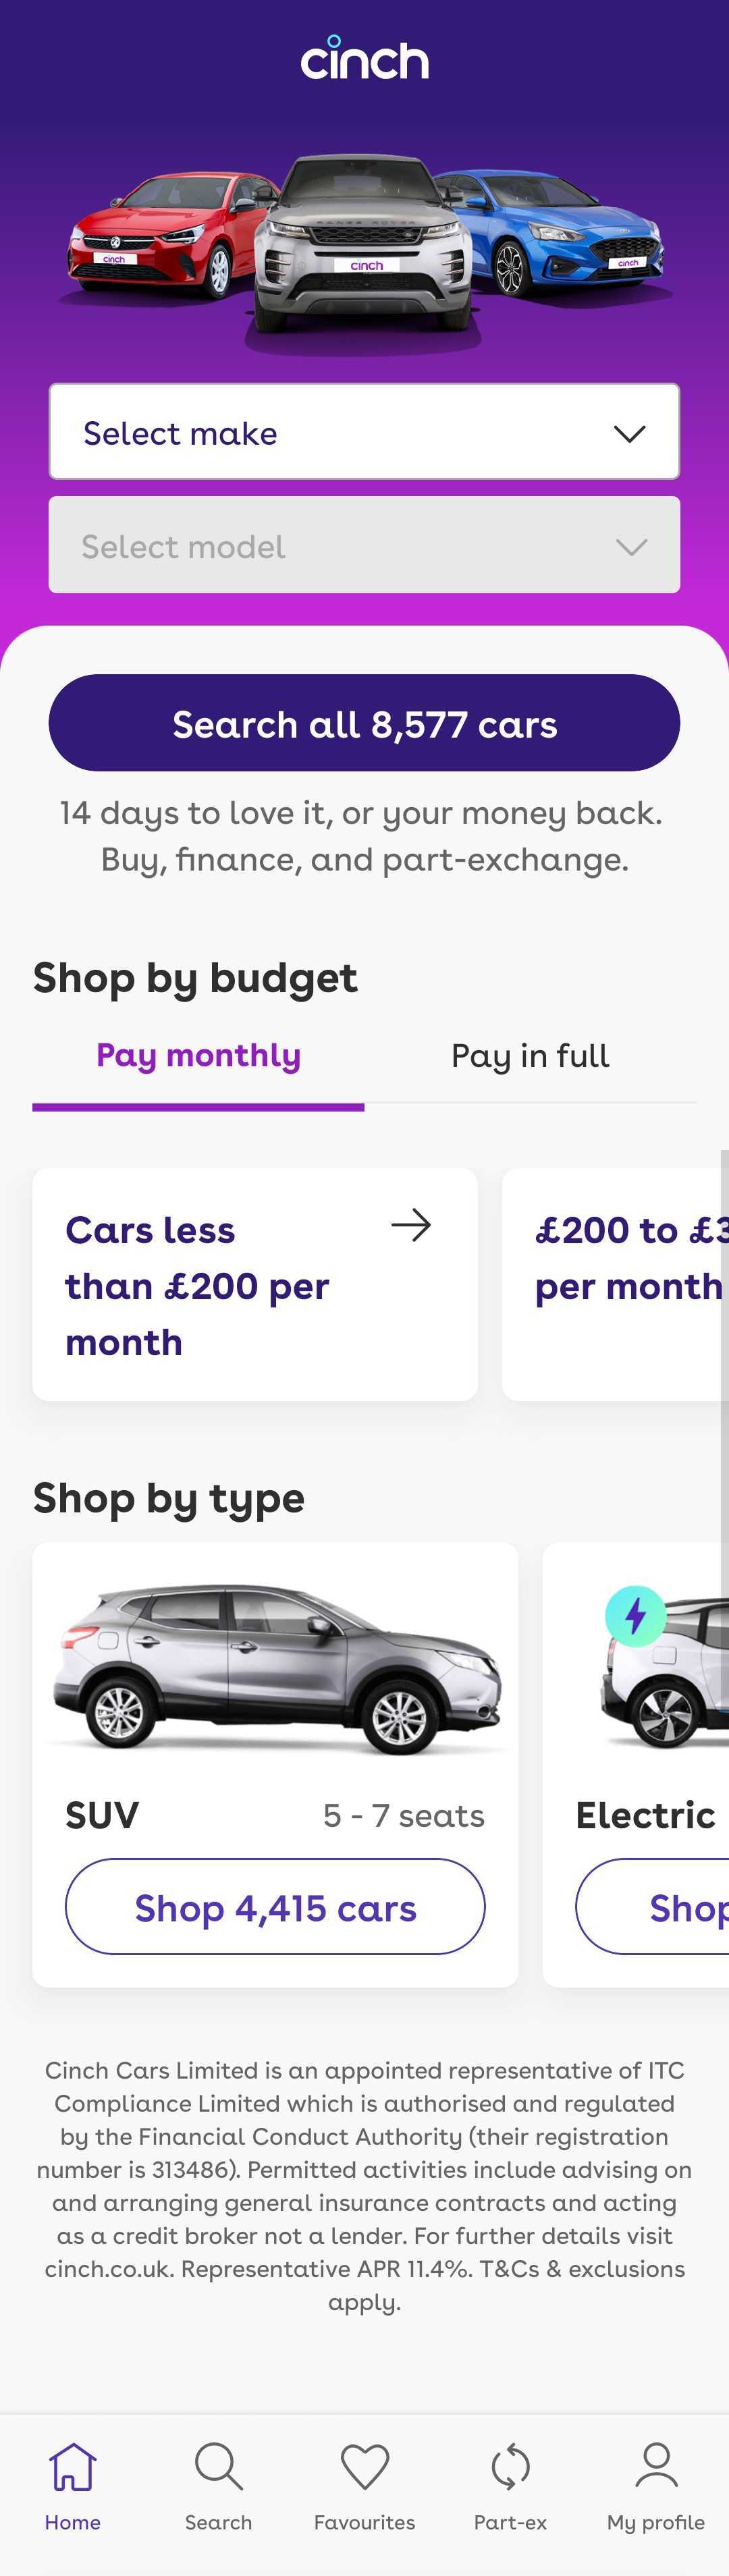 cinch
RANGE ROVER
cinch
cinch
cinch
Select make
Select model
Search all 8,577 cars
14 days to love it, or your money back.
Buy, finance, and part-exchange.
Shop by budget
Pay monthly
Pay in full
Cars less
than £200 per
month
£200 to £3
per month
Shop by type
SUV
5 - 7 seats
Shop 4,415 cars
Electric
Shop
Cinch Cars Limited is an appointed representative of ITC
Compliance Limited which is authorised and regulated
by the Financial Conduct Authority (their registration
number is 313486). Permitted activities include advising on
and arranging general insurance contracts and acting
as a credit broker not a lender. For further details visit
cinch.co.uk. Representative APR 11.4%. T&Cs & exclusions
apply.
Home
Search
Favourites
Part-ex
My profile